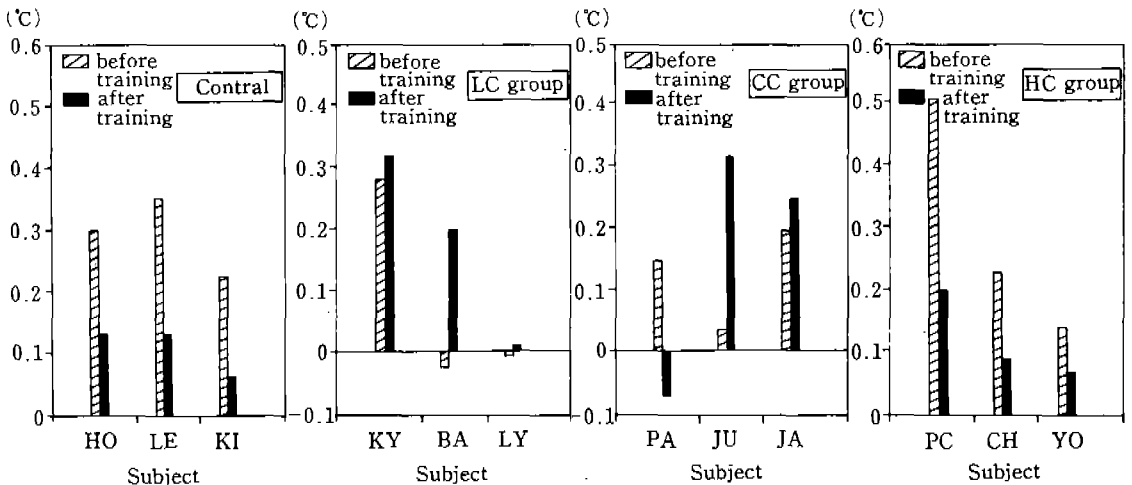 (℃)
0.6
0.5
0.4
0.3
0.2
0.1
0
before
training
after
training
Contral
HO LE KI
Subject
(℃)
0.5
0.4
0.3
0.2
0.1
0
-0.1
before
training
after
training
LC group
KY BA LY
Subject
(℃)
0.5
0.4
0.3
0.2
0.1
0
-0.1
before
training
after
training
CC group
PA JU JA
Subject
(℃)
0.6
0.5
0.4
0.3
0.2
0.1
0
before
training
after
training
HC group
PC CH YO
Subject